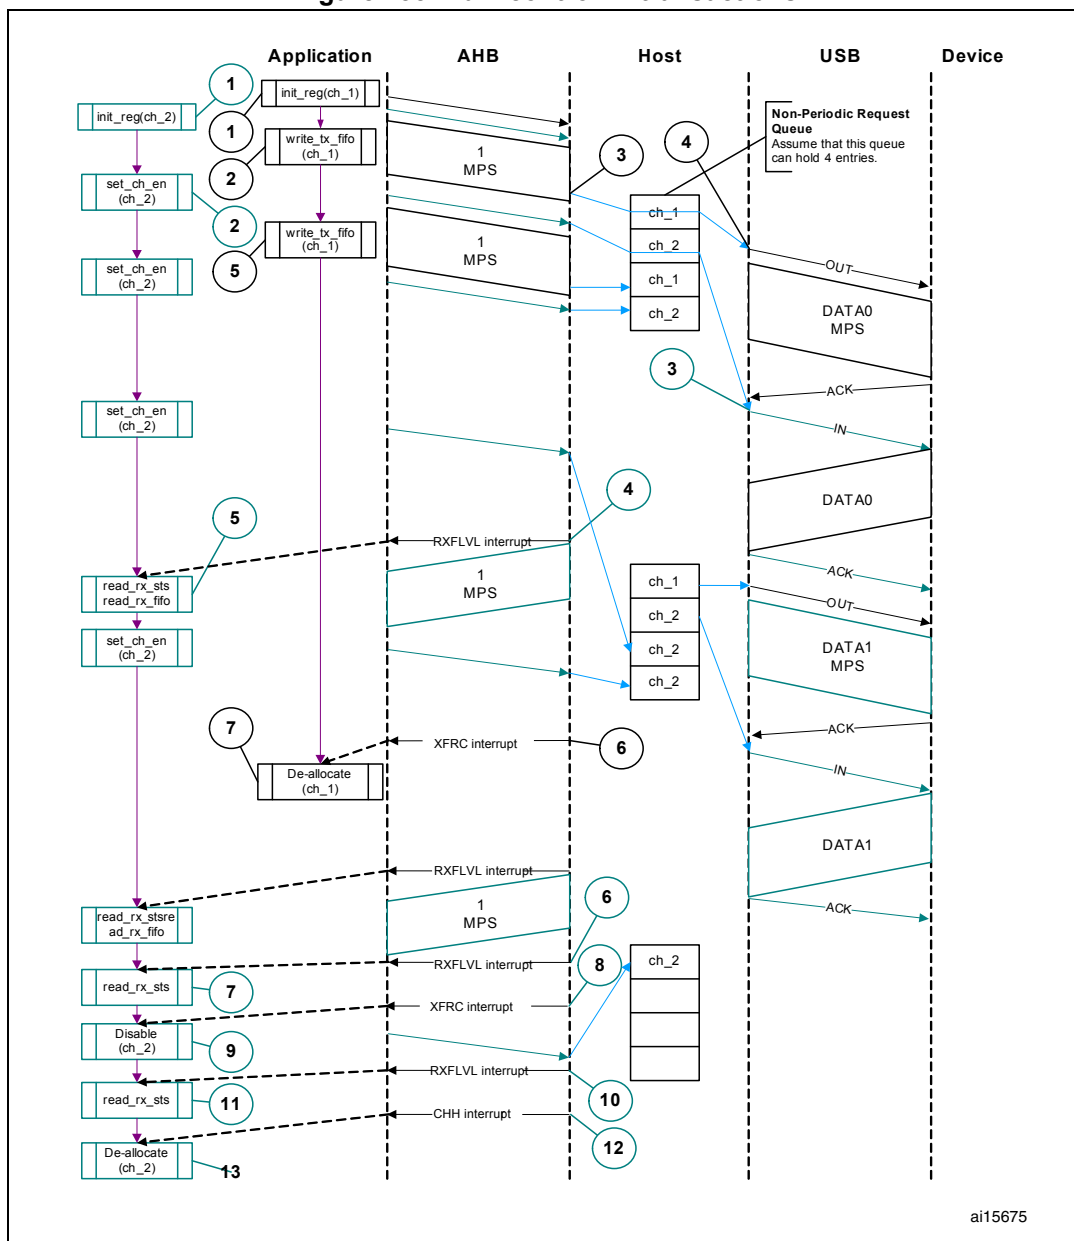 Application
AHB
Host
USB
Device
1
init_reg(ch_1)
init_reg(ch_2)
1
Non-Periodic Request
Queue
Assume that this queue
can hold 4 entries.
write_tx_fifo
(ch_1)
1
MPS
3
4
2
set_ch_en
(ch_2)
2
ch_1
ch_2
ch_1
ch_2
write_tx_fifo
(ch_1)
5
1
MPS
set_ch_en
(ch_2)
OUT
DATA0
MPS
3
ACK
set_ch_en
(ch_2)
IN
DATA0
4
5
RXFLVL interrupt
read_rx_sts
read_rx_fifo
1
MPS
ACK
ch_1
ch_2
ch_2
ch_2
OUT
set_ch_en
(ch_2)
DATA1
MPS
7
XFRC interrupt
6
ACK
De-allocate
(ch_1)
IN
DATA1
RXFLVL interrupt
read_rx_stsre
ad_rx_fifo
1
MPS
6
ACK
RXFLVL interrupt
8
ch_2
read_rx_sts
7
XFRC interrupt
Disable
(ch_2)
9
RXFLVL interrupt
10
read_rx_sts
11
CHH interrupt
12
De-allocate
(ch_2)
13
ai15675